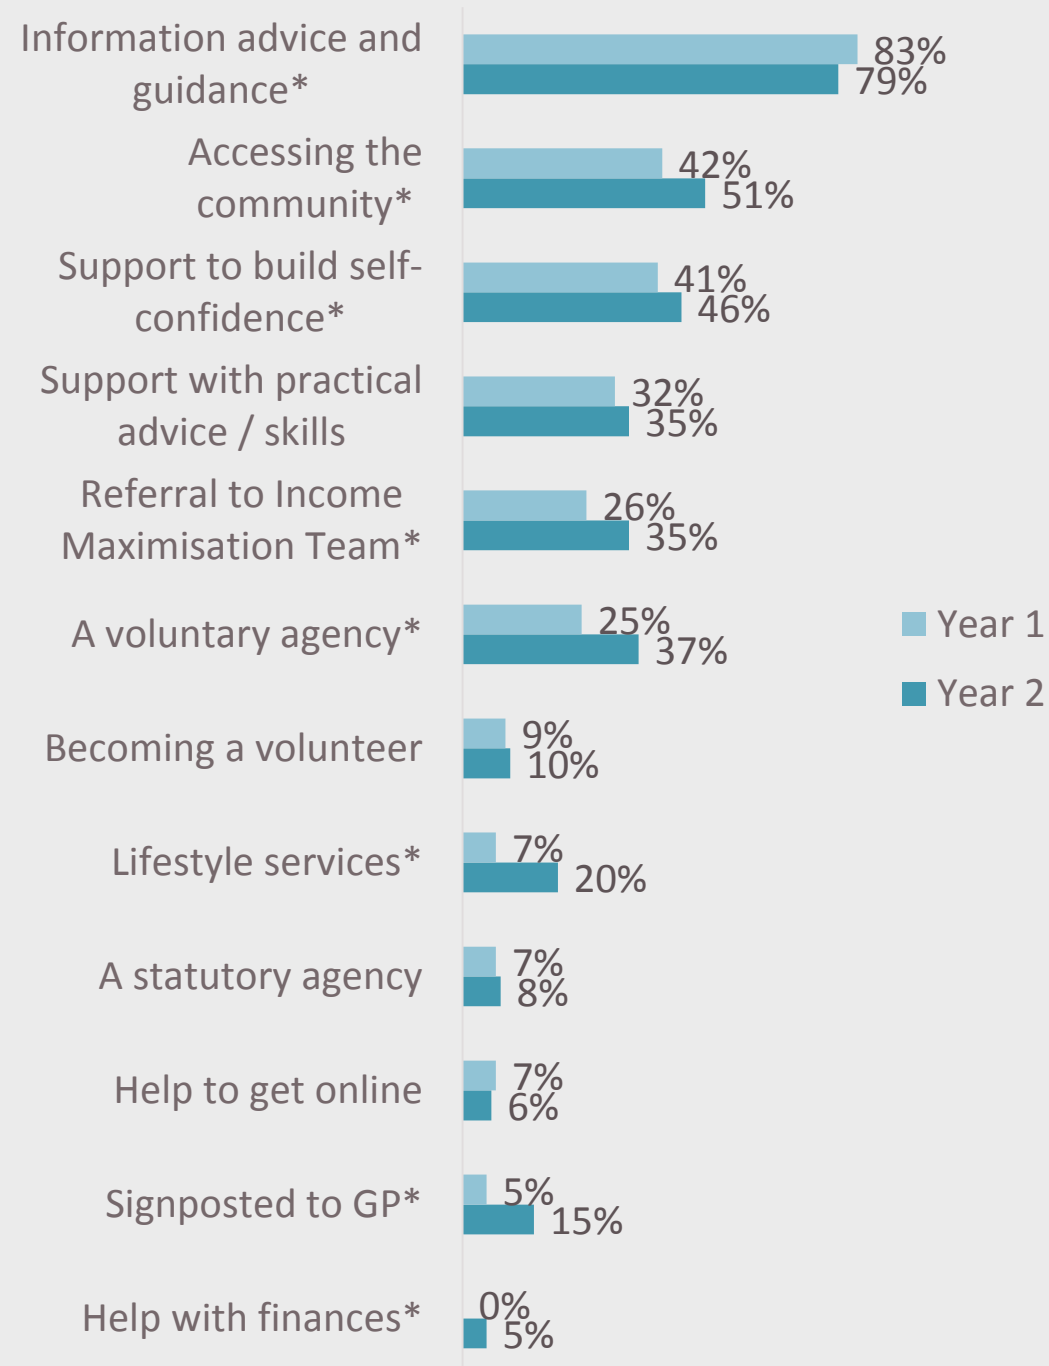 Information advice and
guidance*
83%
79%
Accessing the
community*
42%
51%
Support to build self-
confidence*
41%
46%
Support with practical
advice / skills
32%
35%
Referral to Income
Maximisation Team*
26%
35%
A voluntary agency*
25%
37%
Year 1
Year 2
Becoming a volunteer
9%
10%
Lifestyle services*
7%
20%
A statutory agency
7%
8%
Help to get online
7%
6%
Signposted to GP*
5%
15%
Help with finances*
0%
5%